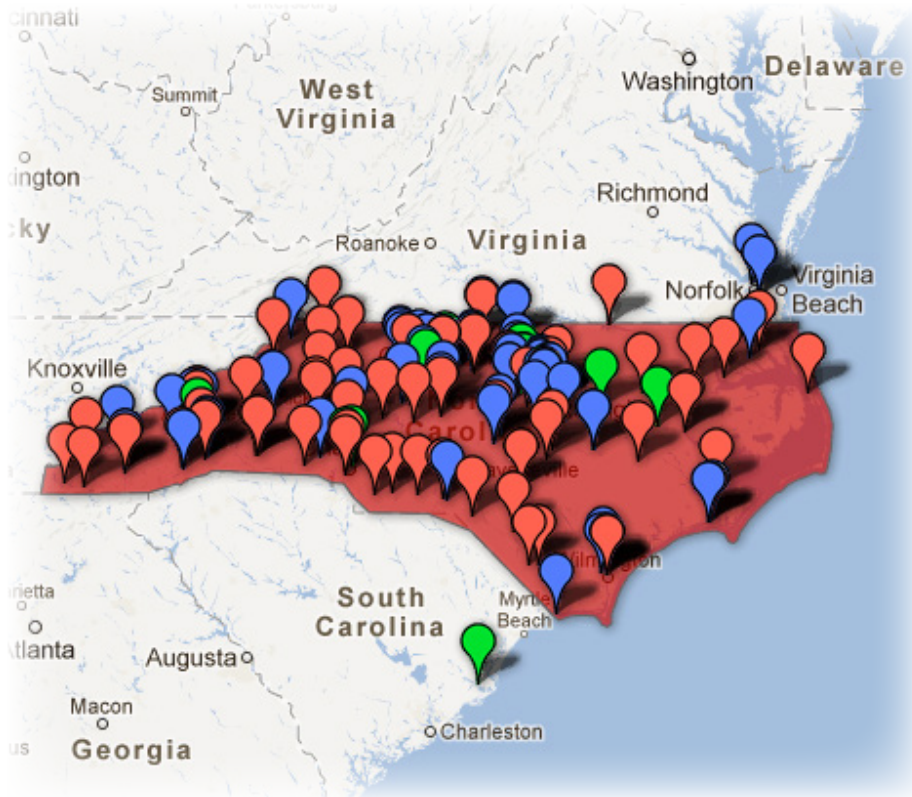 Delaware
Washington
West
Virginia
Summit
Richmond
Roanoke
Virginia
Norfolk
Virginia
Beach
Knoxville
Carol
South
Carolina
Myrtle
Beach
Augusta
Macon
Charleston
Georgia